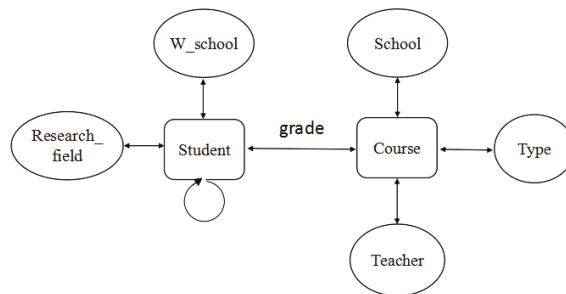 W_school
School
grade
Research_
field
Student
Course
Type
Teacher